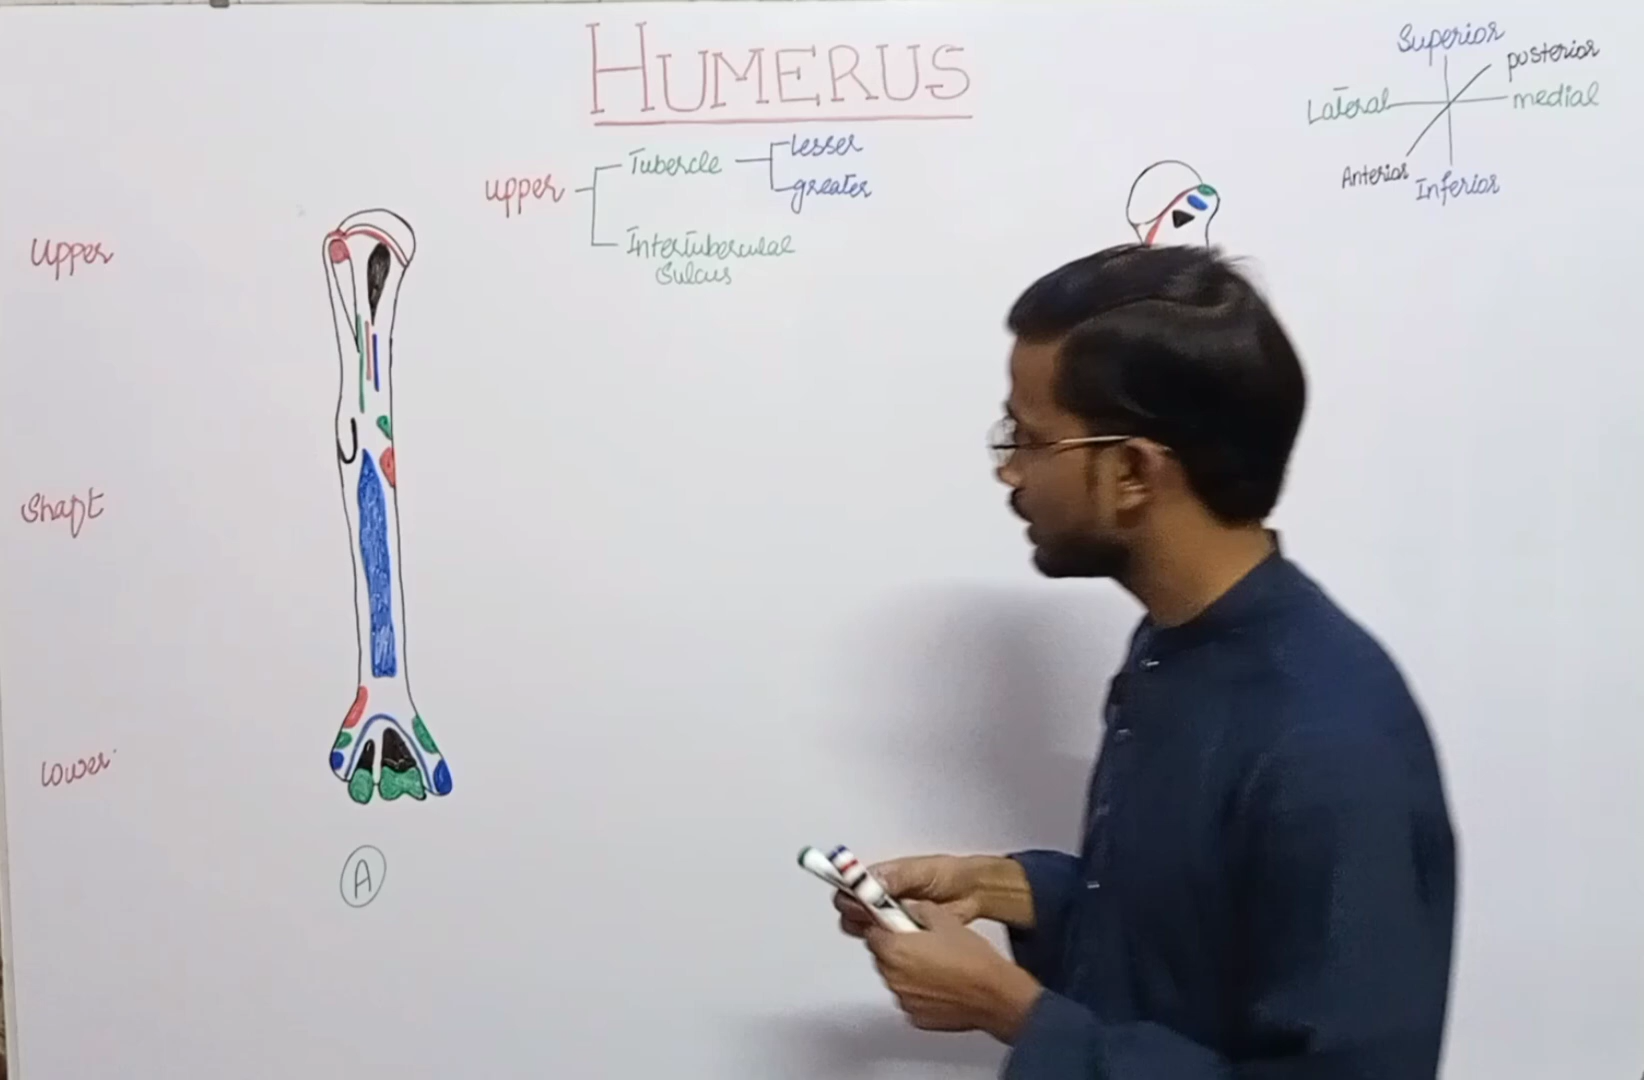 HUMERUS
Superior
posterior
Lateral
medial
Anterior
Inferior
upper
Tubercle
lesser
greater
Intertubercular
Sulcus
Upper
Shaft
Lower
A